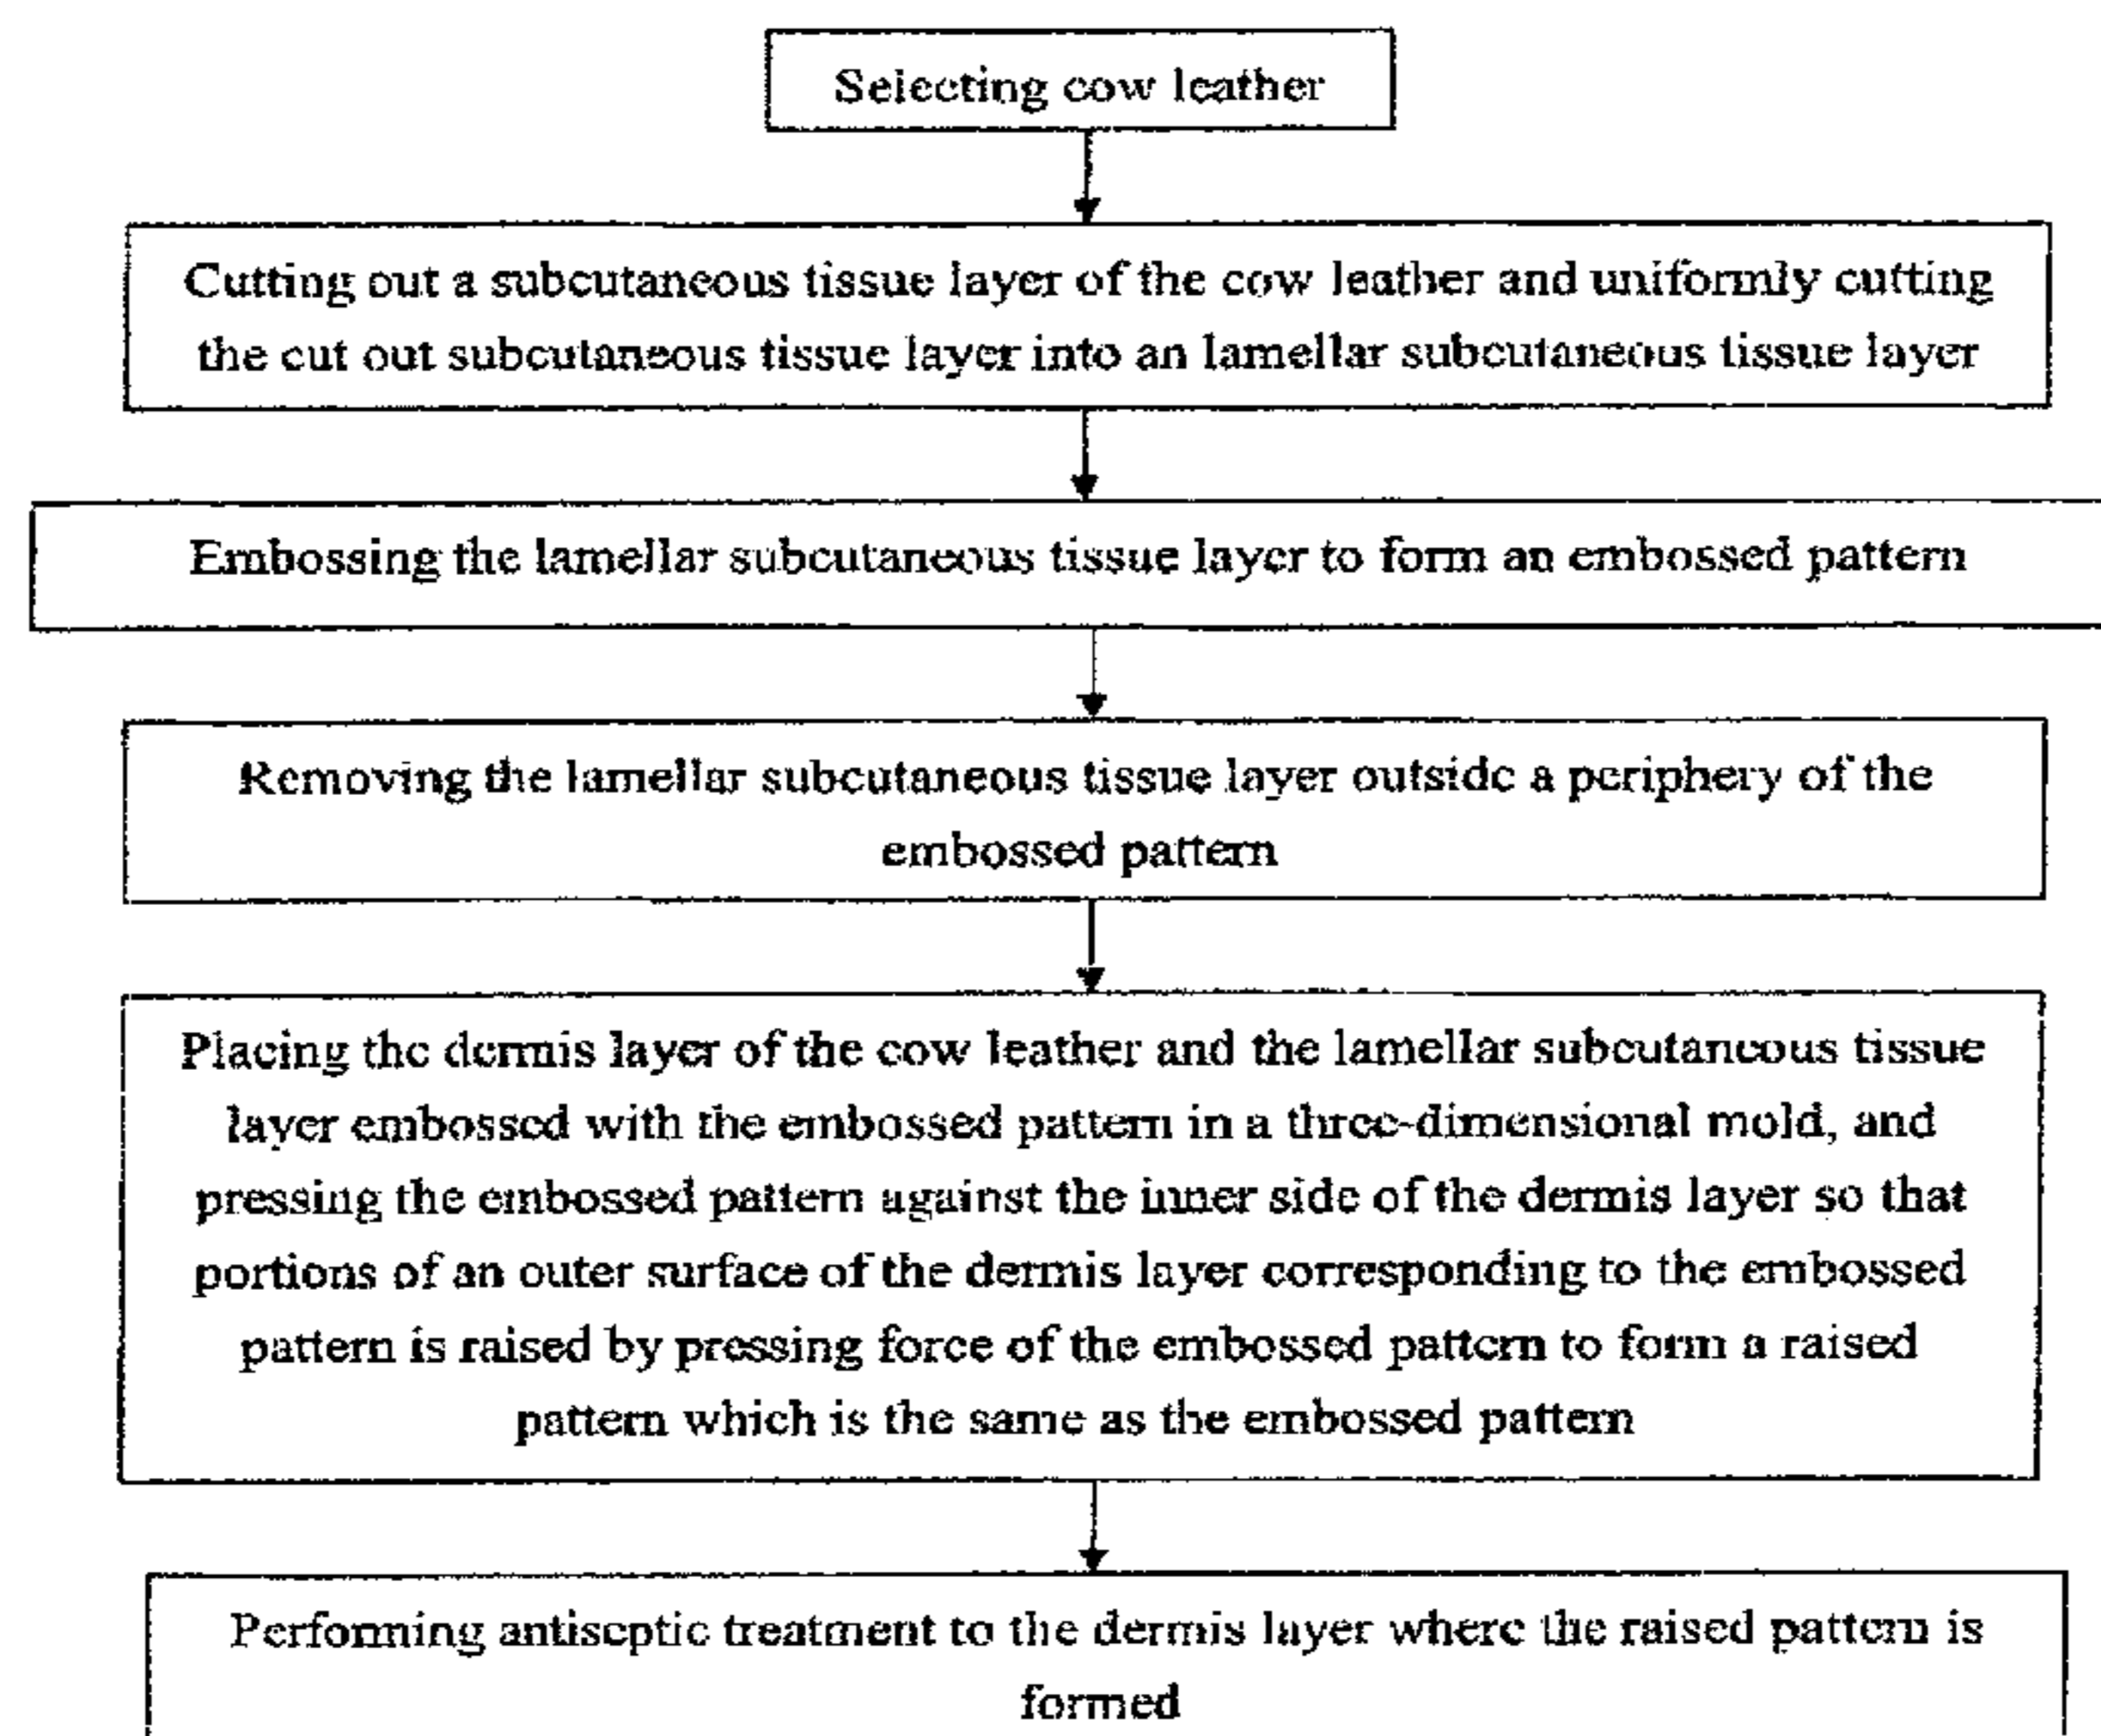 Selecting cow leather
Cutting out a subcutaneous tissue layer of the cow leather and uniformly cutting
the cut out subcutaneous tissue layer into an lamellar subcutaneous tissue layer
Embossing the lamellar subcutaneous tissue layer to form an embossed pattern
Removing the lamellar subcutaneous tissue layer outside a periphery of the
embossed pattern
Placing the dermis layer of the cow leather and the lamellar subcutaneous tissue
layer embossed with the embossed pattern in a three-dimensional mold, and
pressing the embossed pattern against the inner side of the dermis layer so that
portions of an outer surface of the dermis layer corresponding to the embossed
pattern is raised by pressing force of the embossed pattern to form a raised
pattern which is the same as the embossed pattern
Performing antiseptic treatment to the dermis layer where the raised pattern is
formed